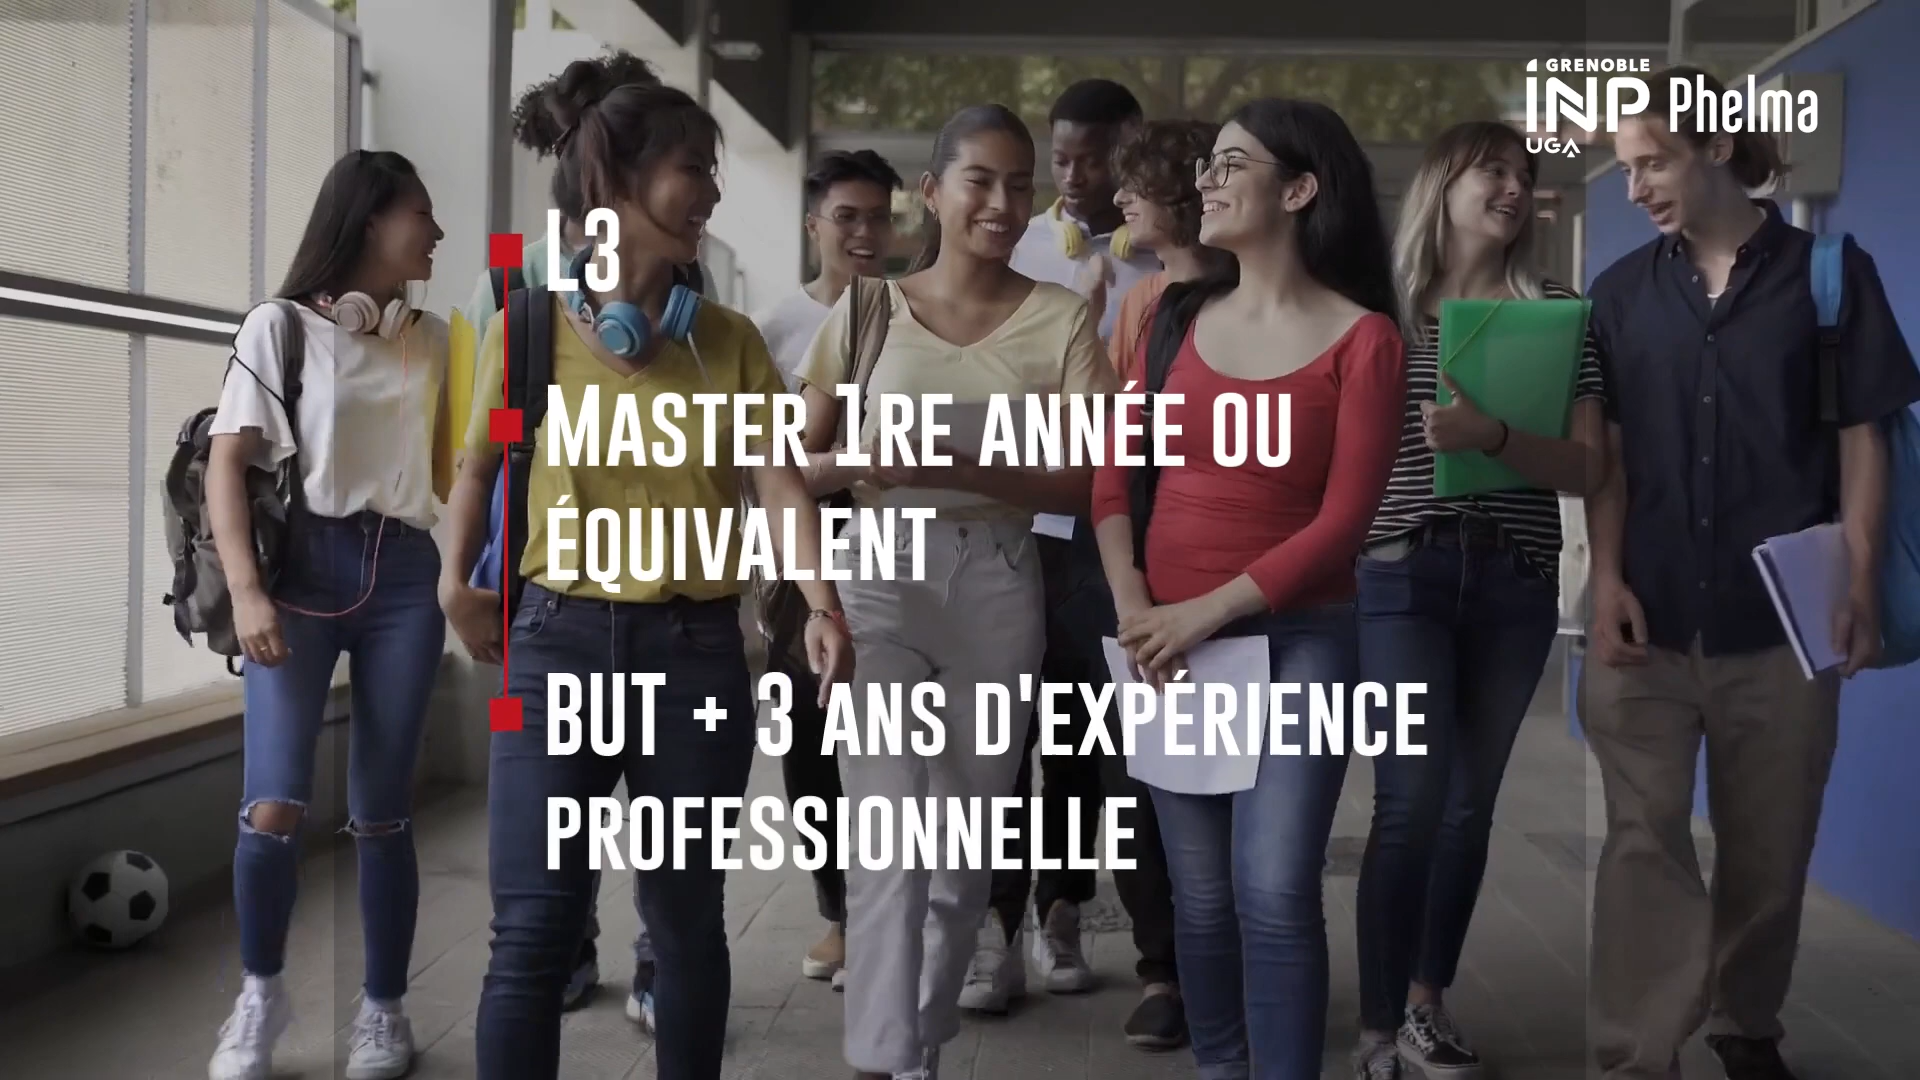 GRENOBLE
INP Phelma
UGA
L3
MASTER 1RE ANNÉE OU
ÉQUIVALENT
BUT + 3 ANS D'EXPÉRIENCE
PROFESSIONNELLE